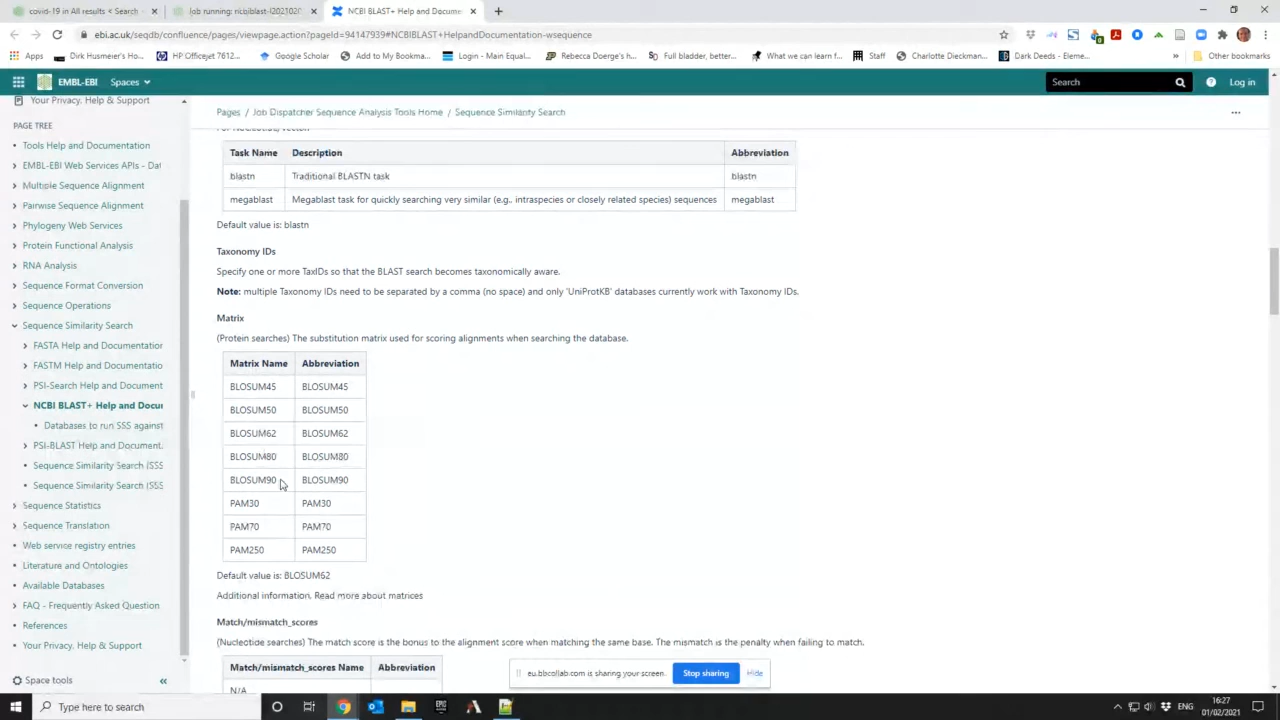 covid-19 in All results < Search
Job running: ncbiblast-I2021020
NCBI BLAST+ Help and Docume
ebi.ac.uk/seqdb/confluence/pages/viewpage.action?pageId=94147939#NCBIBLAST+HelpandDocumentation-wsequence
Apps
Dirk Husmeier's Ho...
HP Officejet 7612...
Google Scholar
Add to My Bookma...
Login - Main Equal...
Rebecca Doerge's h...
Full bladder, better...
What we can learn f...
Staff
Charlotte Dieckman...
Dark Deeds - Eleme...
»
Other bookmarks
EMBL-EBI
Spaces
Search
Log in
Your Privacy, Help & Support
PAGE TREE
Tools Help and Documentation
EMBL-EBI Web Services APIs - Dat
Multiple Sequence Alignment
Pairwise Sequence Alignment
Phylogeny Web Services
Protein Functional Analysis
RNA Analysis
Sequence Format Conversion
Sequence Operations
Sequence Similarity Search
FASTA Help and Documentation
FASTM Help and Documentatio
PSI-Search Help and Document
NCBI BLAST+ Help and Docur
Databases to run SSS against
PSI-BLAST Help and Document.
Sequence Similarity Search (SSS
Sequence Similarity Search (SSS
Sequence Statistics
Sequence Translation
Web service registry entries
Literature and Ontologies
Available Databases
FAQ - Frequently Asked Question
References
Your Privacy. Help & Support
Space tools
«
Pages / Job Dispatcher Sequence Analysis Tools Home / Sequence Similarity Search
Task Name Description Abbreviation
blastn Traditional BLASTN task blastn
megablast Megablast task for quickly searching very similar (e.g., intraspecies or closely related species) sequences megablast
Default value is: blastn
Taxonomy IDs
Specify one or more TaxIDs so that the BLAST search becomes taxonomically aware.
Note: multiple Taxonomy IDs need to be separated by a comma (no space) and only 'UniProtKB' databases currently work with Taxonomy IDs.
Matrix
(Protein searches) The substitution matrix used for scoring alignments when searching the database.
Matrix Name Abbreviation
BLOSUM45 BLOSUM45
BLOSUM50 BLOSUM50
BLOSUM62 BLOSUM62
BLOSUM80 BLOSUM80
BLOSUM90 BLOSUM90
PAM30 PAM30
PAM70 PAM70
PAM250 PAM250
Default value is: BLOSUM62
Additional information. Read more about matrices
Match/mismatch_scores
(Nucleotide searches) The match score is the bonus to the alignment score when matching the same base. The mismatch is the penalty when failing to match.
Match/mismatch_scores Name Abbreviation
N/A
eu.bbcollab.com is sharing your screen.
Stop sharing
Hide
Type here to search
ENG
16:27
01/02/2021